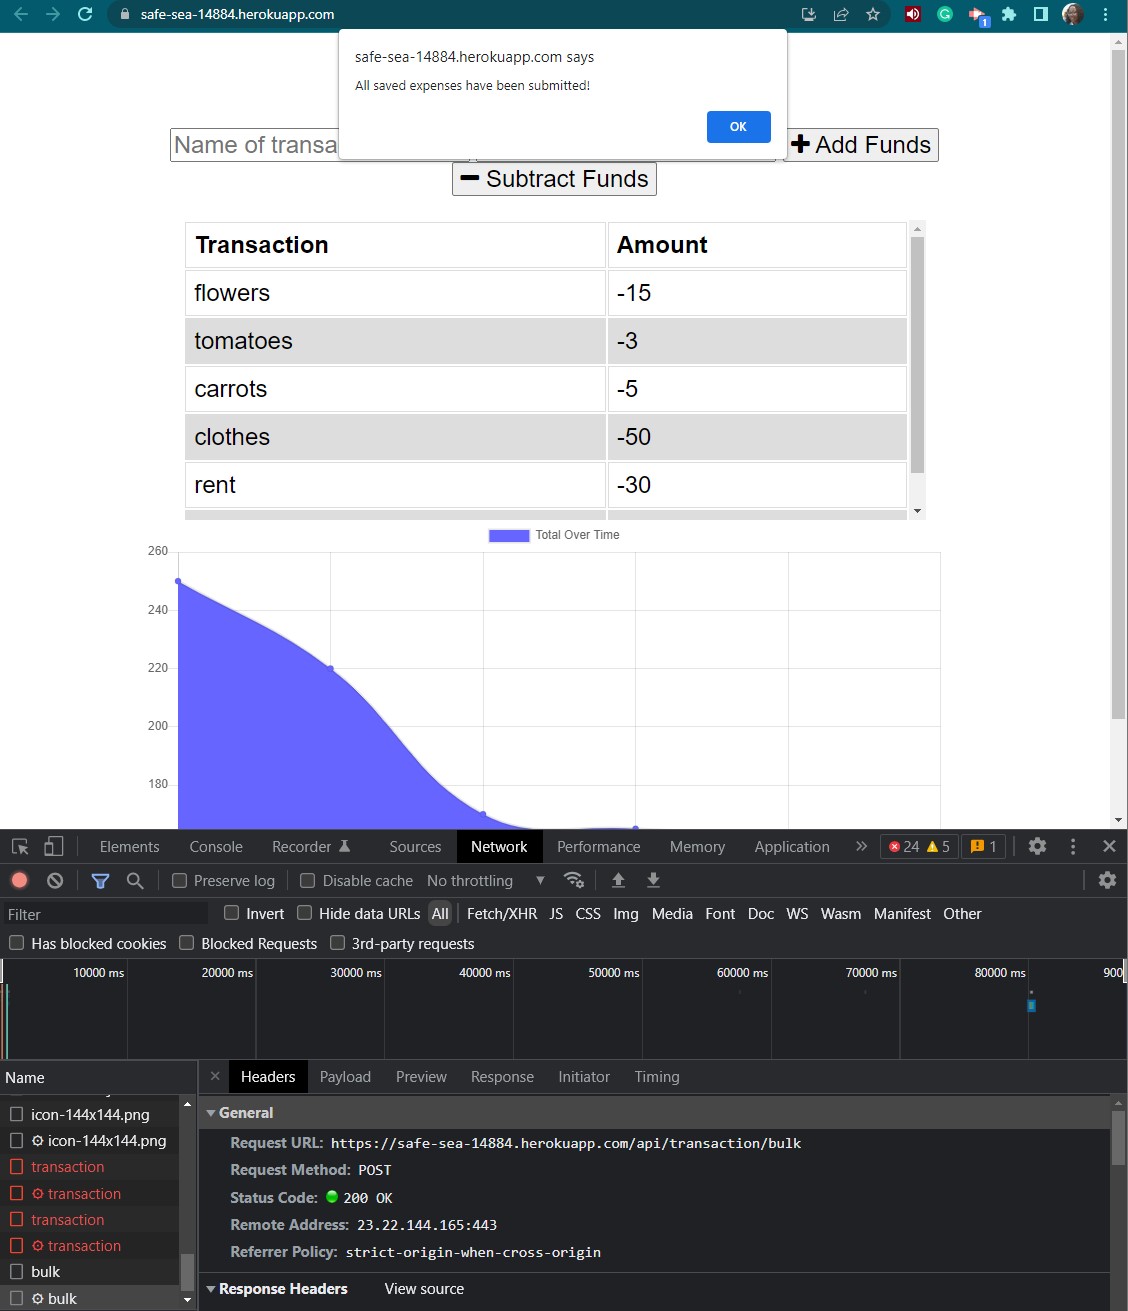 safe-sea-14884.herokuapp.com
1
safe-sea-14884.herokuapp.com says
All saved expenses have been submitted!
OK
Name of transa
Add Funds
Subtract Funds
Transaction Amount
flowers -15
tomatoes -3
carrots -5
clothes -50
rent -30
Total Over Time
260
240
220
200
180
Elements Console Recorder Sources Network Performance Memory Application » 24 5 1
Preserve log Disable cache No throttling
Filter Invert Hide data URLs All Fetch/XHR JS CSS Img Media Font Doc WS Wasm Manifest Other
Has blocked cookies Blocked Requests 3rd-party requests
10000 ms 20000 ms 30000 ms 40000 ms 50000 ms 60000 ms 70000 ms 80000 ms 900
Name
icon-144x144.png
icon-144x144.png
transaction
transaction
transaction
transaction
bulk
bulk
Headers Payload Preview Response Initiator Timing
General
Request URL: https://safe-sea-14884.herokuapp.com/api/transaction/bulk
Request Method: POST
Status Code: 200 OK
Remote Address: 23.22.144.165:443
Referrer Policy: strict-origin-when-cross-origin
Response Headers View source